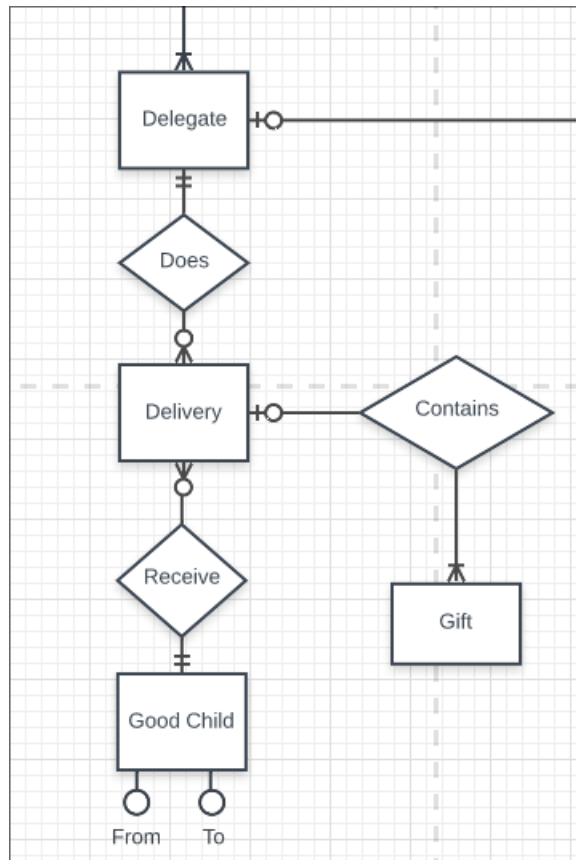 Delegate
Does
Delivery
Contains
Receive
Gift
Good Child
From
To